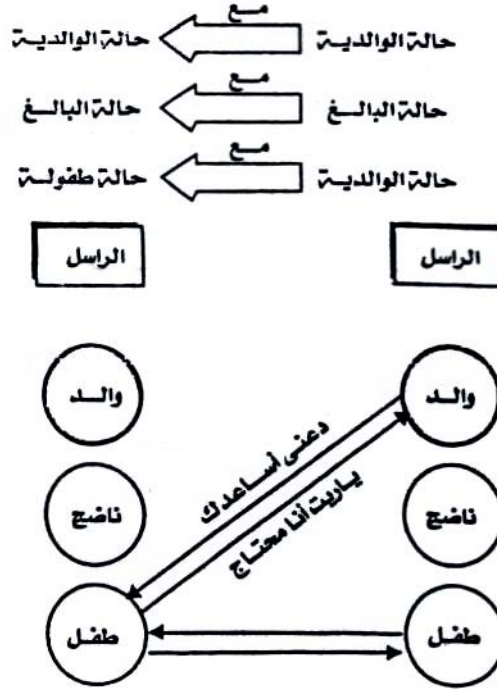 حالة الوالدية مع حالة الوالدية
حالة البالغ مع حالة البالغ
حالة الوالدية مع حالة طفولة
الراسل الراسل
والد والد
دعنى أساعدك
ياريت أنا محتاج
ناضج ناضج
طفل طفل